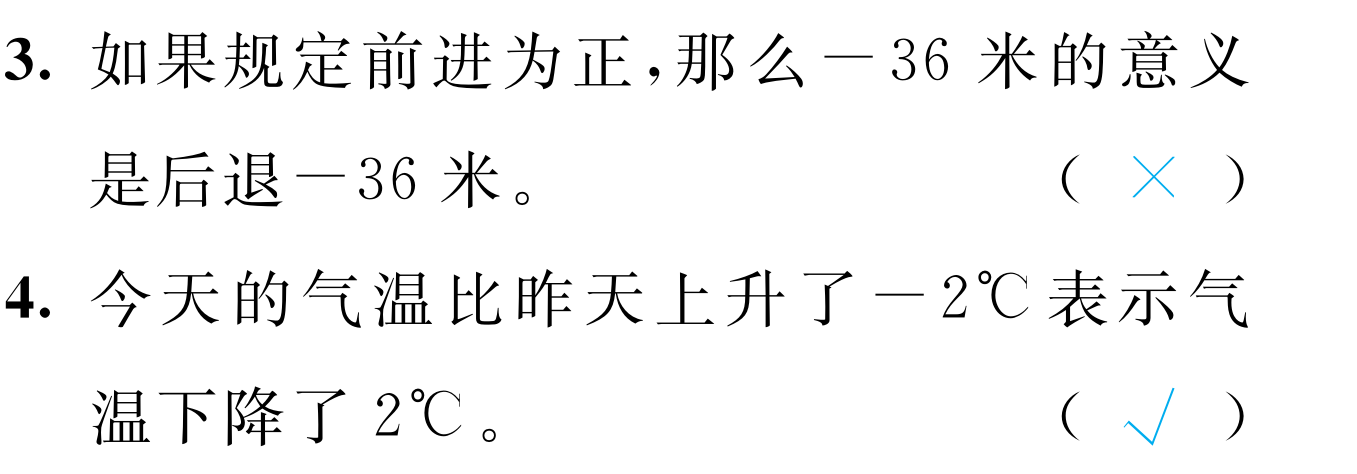 3. 如果规定前进为正,那么－36 米的意义
是后退－36 米。 （ × ）
4. 今天的气温比昨天上升了－2℃表示气
温下降了 2℃。 （ √ ）